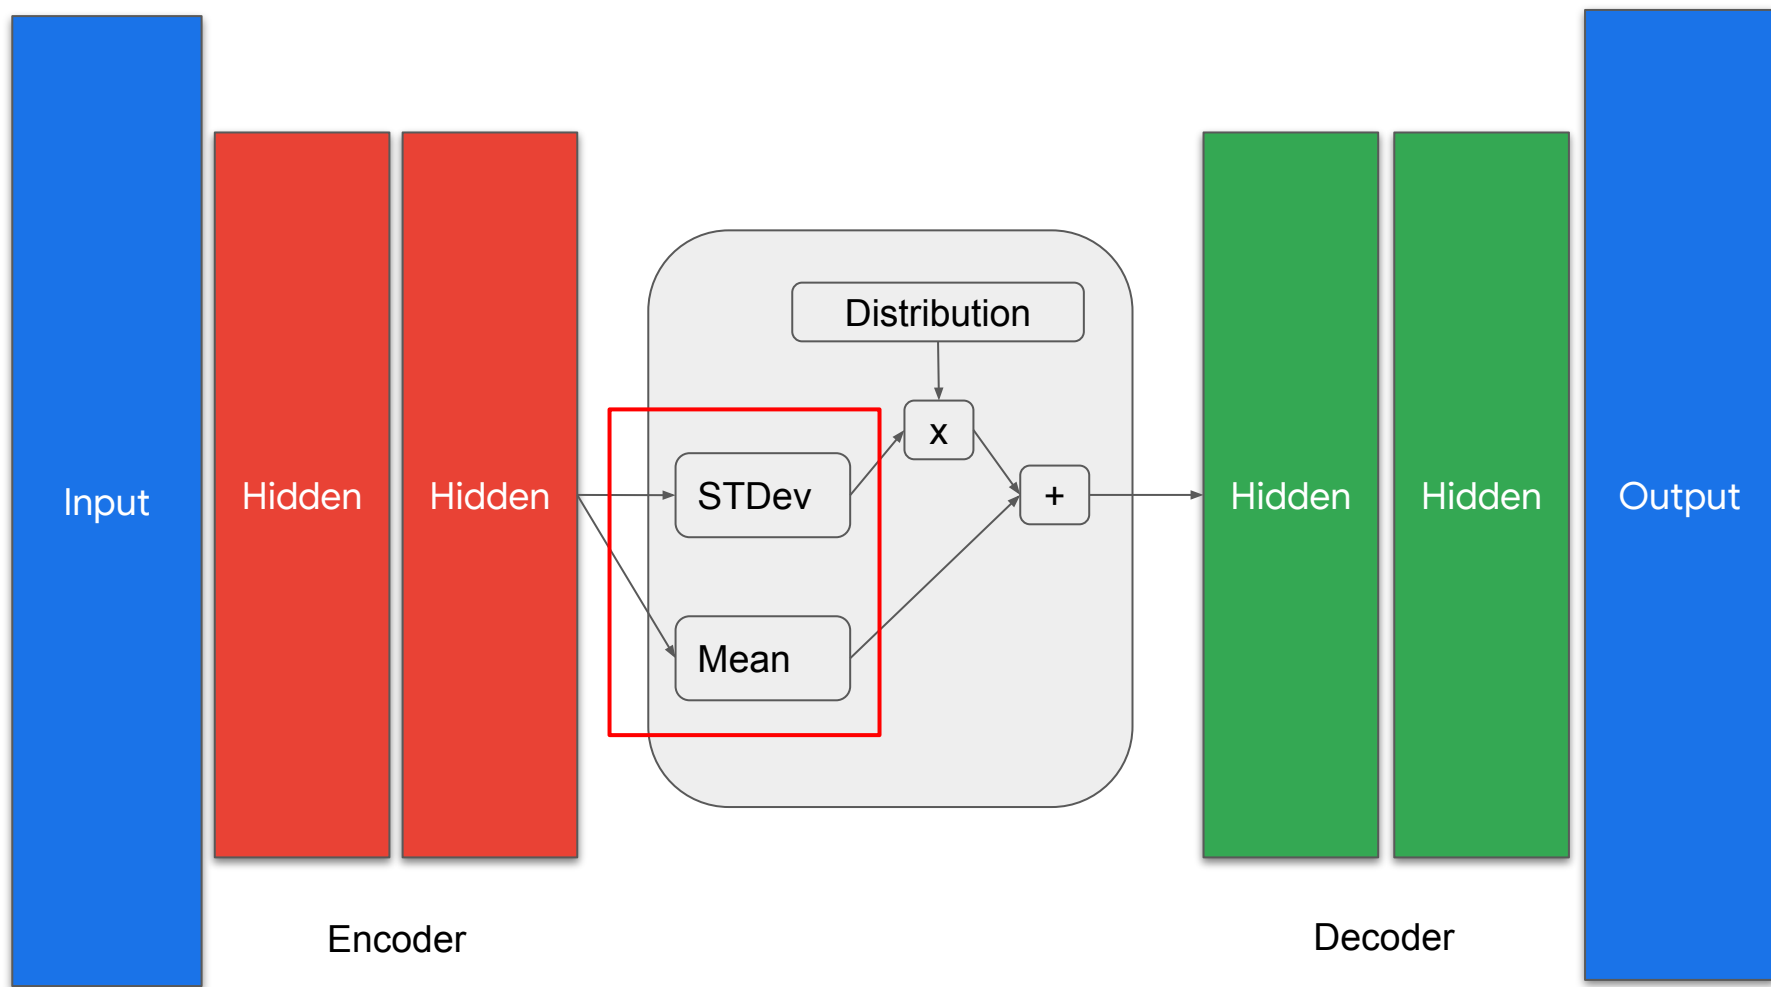 Input
Hidden
Hidden
Distribution
x
STDev
+
Mean
Hidden
Hidden
Output
Encoder
Decoder